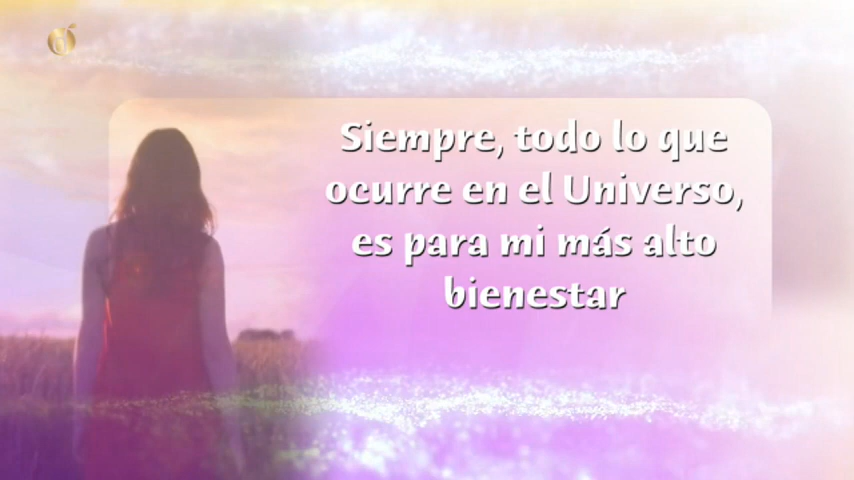 Siempre, todo lo que
ocurre en el Universo,
es para mi más alto
bienestar